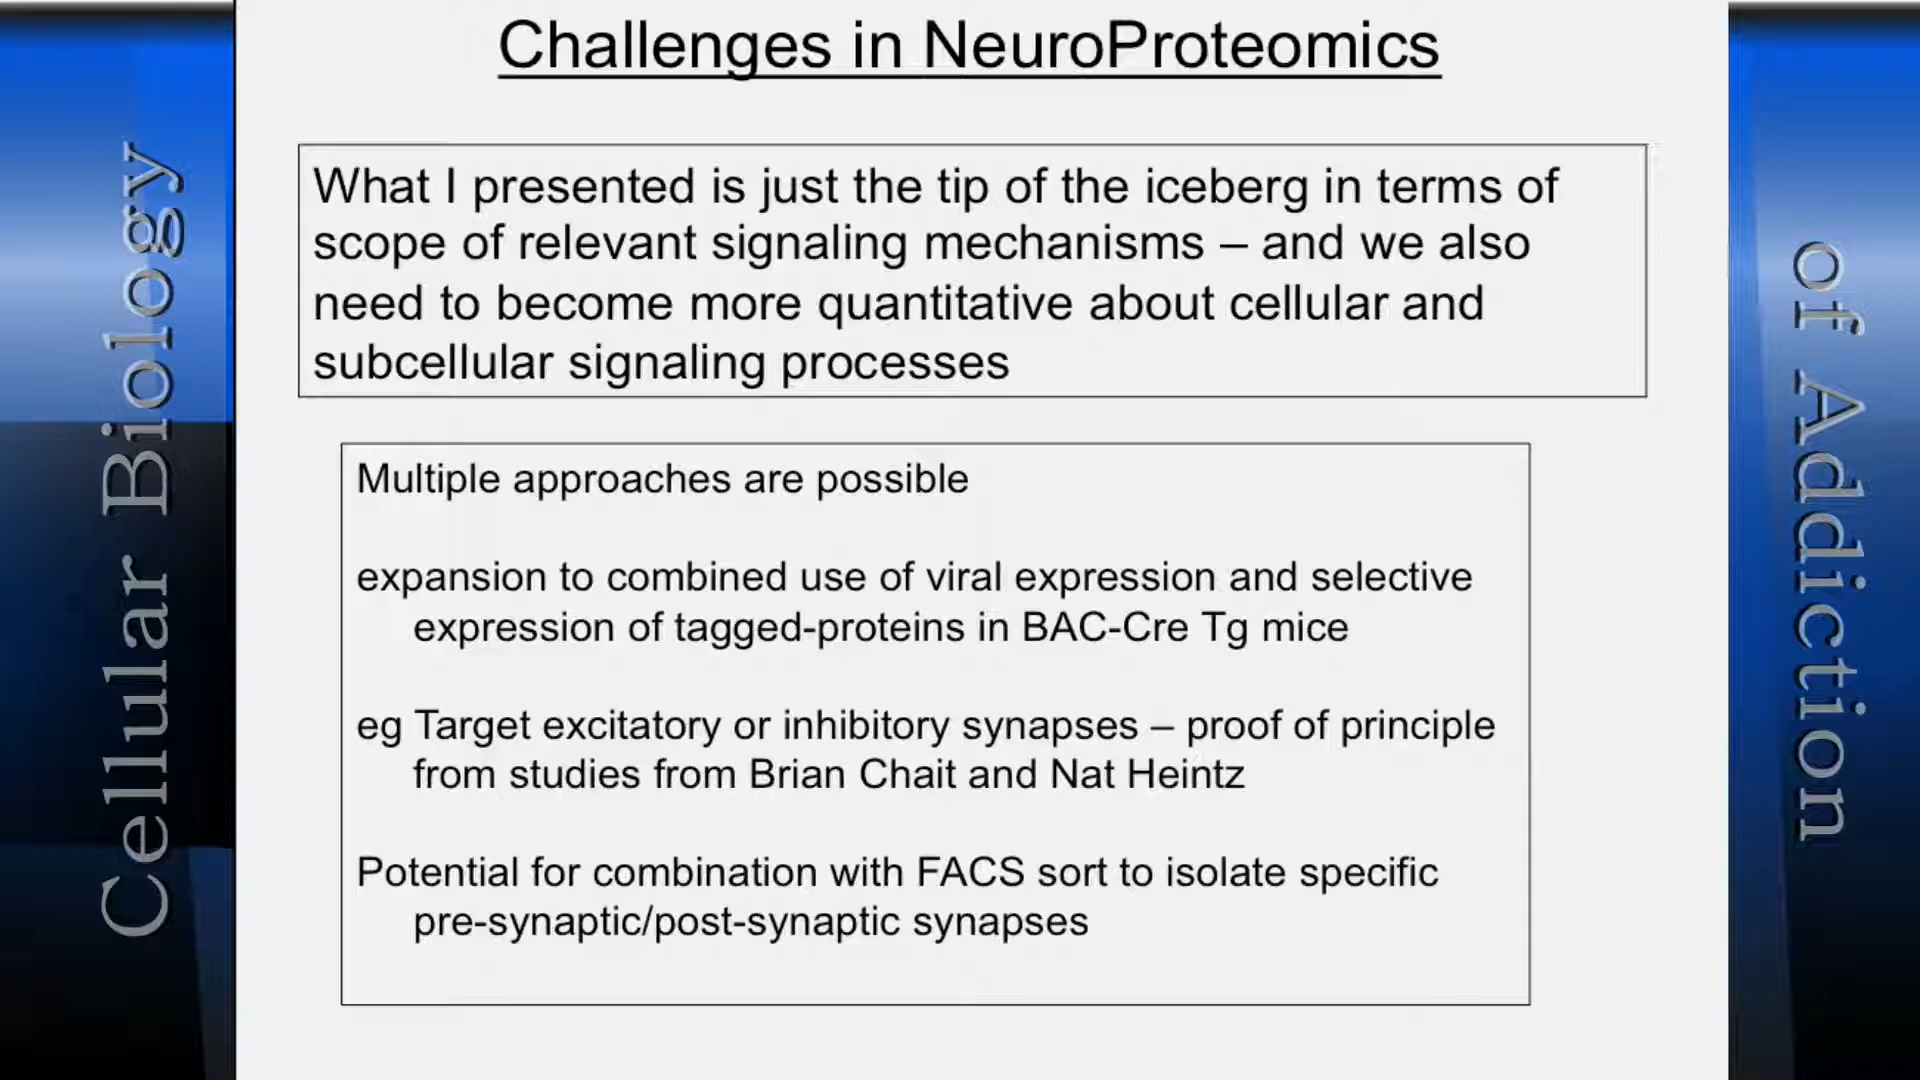 Challenges in NeuroProteomics
What I presented is just the tip of the iceberg in terms of
scope of relevant signaling mechanisms – and we also
need to become more quantitative about cellular and
subcellular signaling processes
Multiple approaches are possible
expansion to combined use of viral expression and selective
expression of tagged-proteins in BAC-Cre Tg mice
eg Target excitatory or inhibitory synapses – proof of principle
from studies from Brian Chait and Nat Heintz
Potential for combination with FACS sort to isolate specific
pre-synaptic/post-synaptic synapses
Cellular Biology
of Addiction